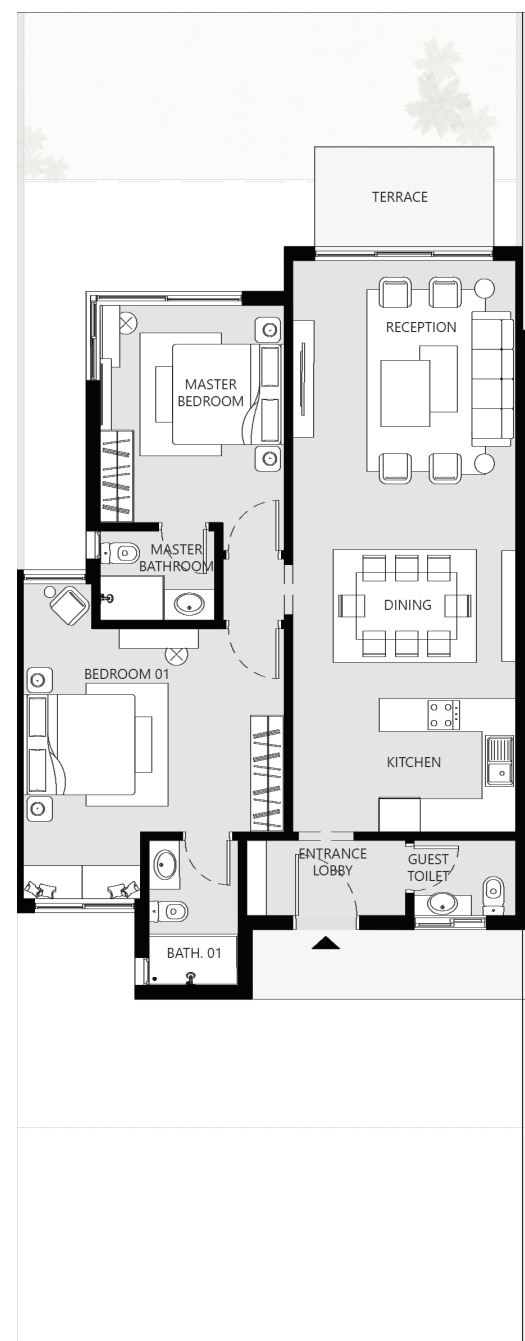 TERRACE
RECEPTION
MASTER
BEDROOM
MASTER
BATHROOM
DINING
BEDROOM 01
KITCHEN
ENTRANCE
LOBBY
GUEST
TOILET
BATH. 01